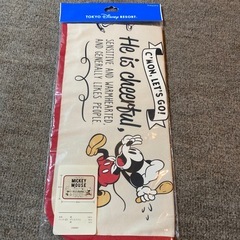 TOKYO Disney RESORT
C'MON, LET'S GO!
He is cheerful,
SENSITIVE AND WARMHEARTED
AND GENERALLY LIKES PEOPLE
MICKEY
MOUSE